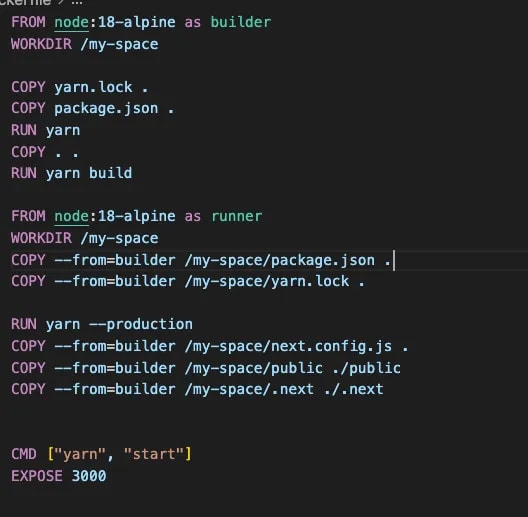 … > …
FROM node:18-alpine as builder
WORKDIR /my-space
COPY yarn.lock .
COPY package.json .
RUN yarn
COPY . .
RUN yarn build
FROM node:18-alpine as runner
WORKDIR /my-space
COPY --from=builder /my-space/package.json .
COPY --from=builder /my-space/yarn.lock .
RUN yarn --production
COPY --from=builder /my-space/next.config.js .
COPY --from=builder /my-space/public ./public
COPY --from=builder /my-space/.next ./.next
CMD ["yarn", "start"]
EXPOSE 3000